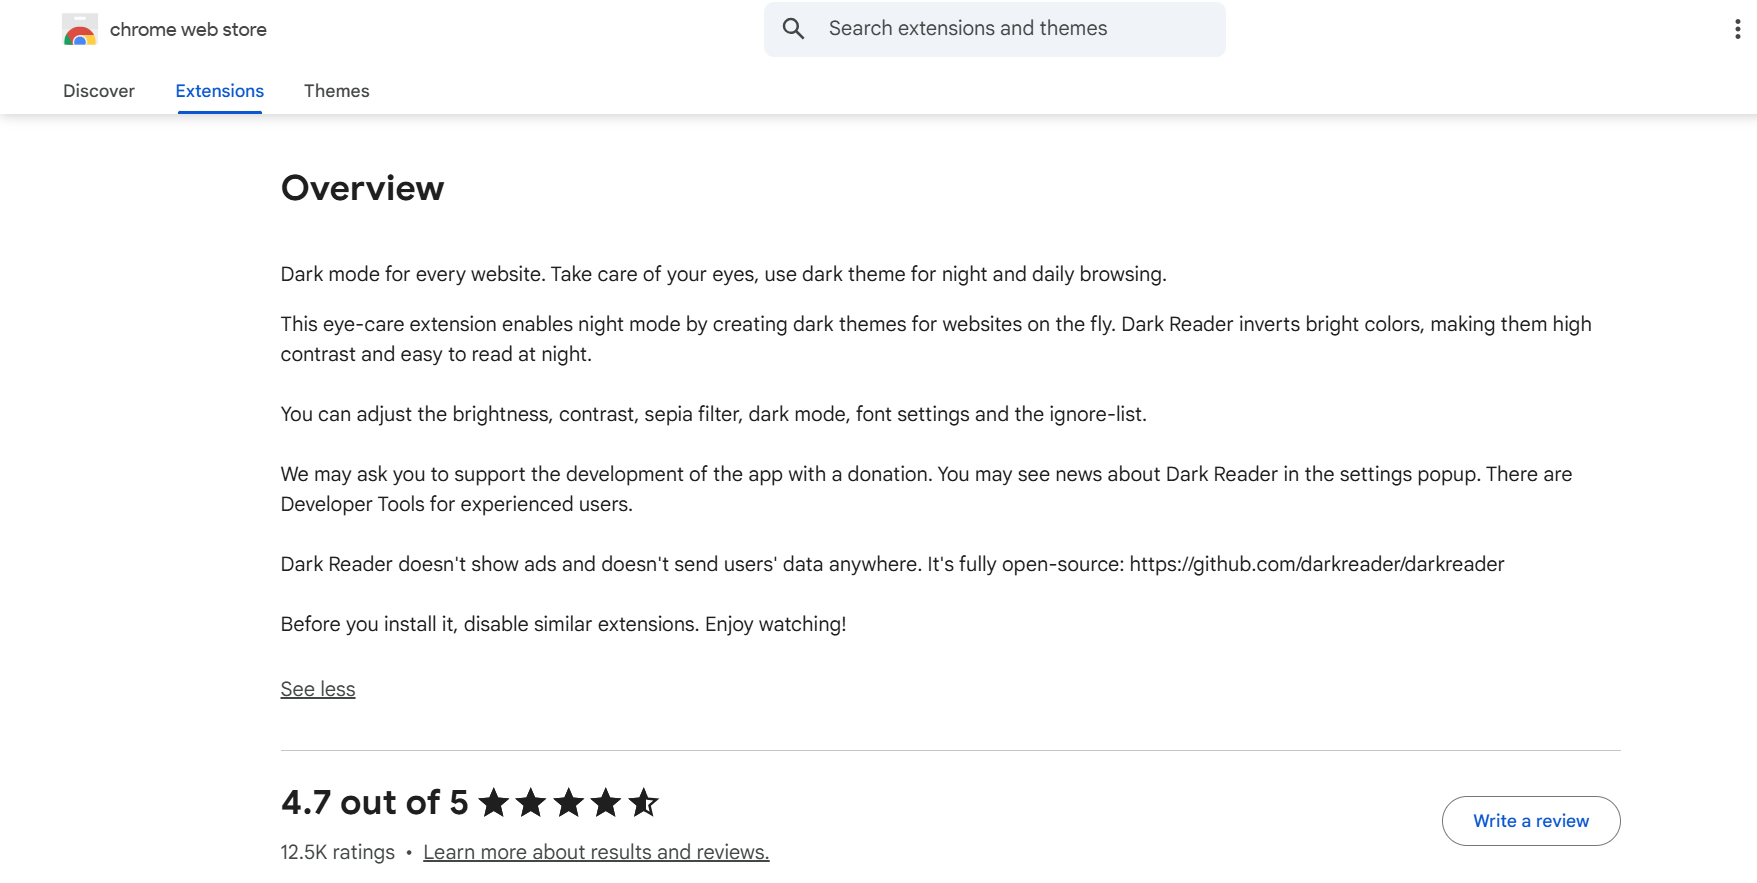 chrome web store
Search extensions and themes
Discover
Extensions
Themes
Overview
Dark mode for every website. Take care of your eyes, use dark theme for night and daily browsing.
This eye-care extension enables night mode by creating dark themes for websites on the fly. Dark Reader inverts bright colors, making them high
contrast and easy to read at night.
You can adjust the brightness, contrast, sepia filter, dark mode, font settings and the ignore-list.
We may ask you to support the development of the app with a donation. You may see news about Dark Reader in the settings popup. There are
Developer Tools for experienced users.
Dark Reader doesn't show ads and doesn't send users' data anywhere. It's fully open-source: https://github.com/darkreader/darkreader
Before you install it, disable similar extensions. Enjoy watching!
See less
4.7 out of 5
Write a review
12.5K ratings • Learn more about results and reviews.